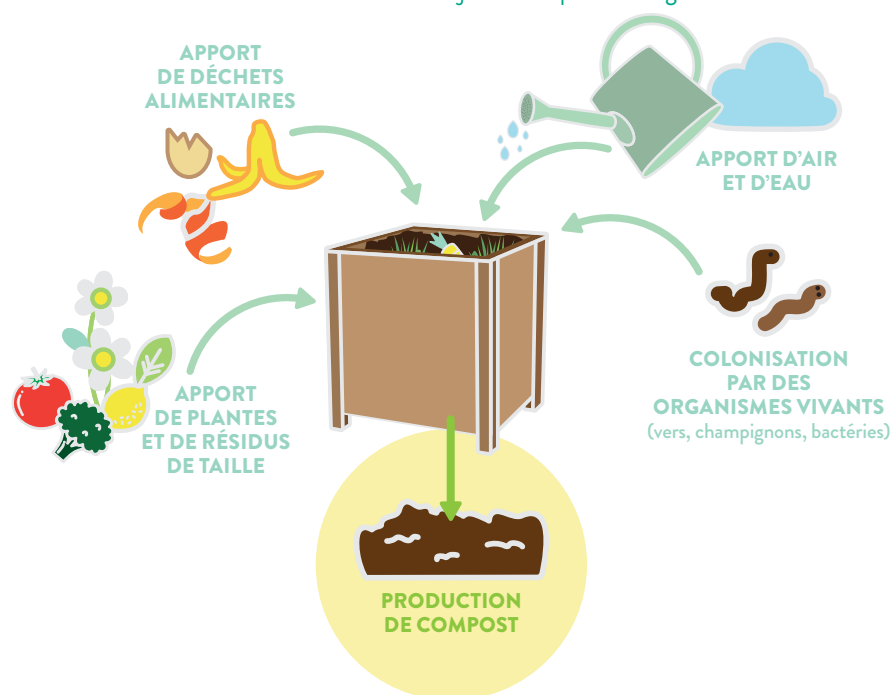 APPORT
DE DÉCHETS
ALIMENTAIRES
APPORT D'AIR
ET D'EAU
COLONISATION
PAR DES
ORGANISMES VIVANTS
(vers, champignons, bactéries)
APPORT
DE PLANTES
ET DE RÉSIDUS
DE TAILLE
PRODUCTION
DE COMPOST